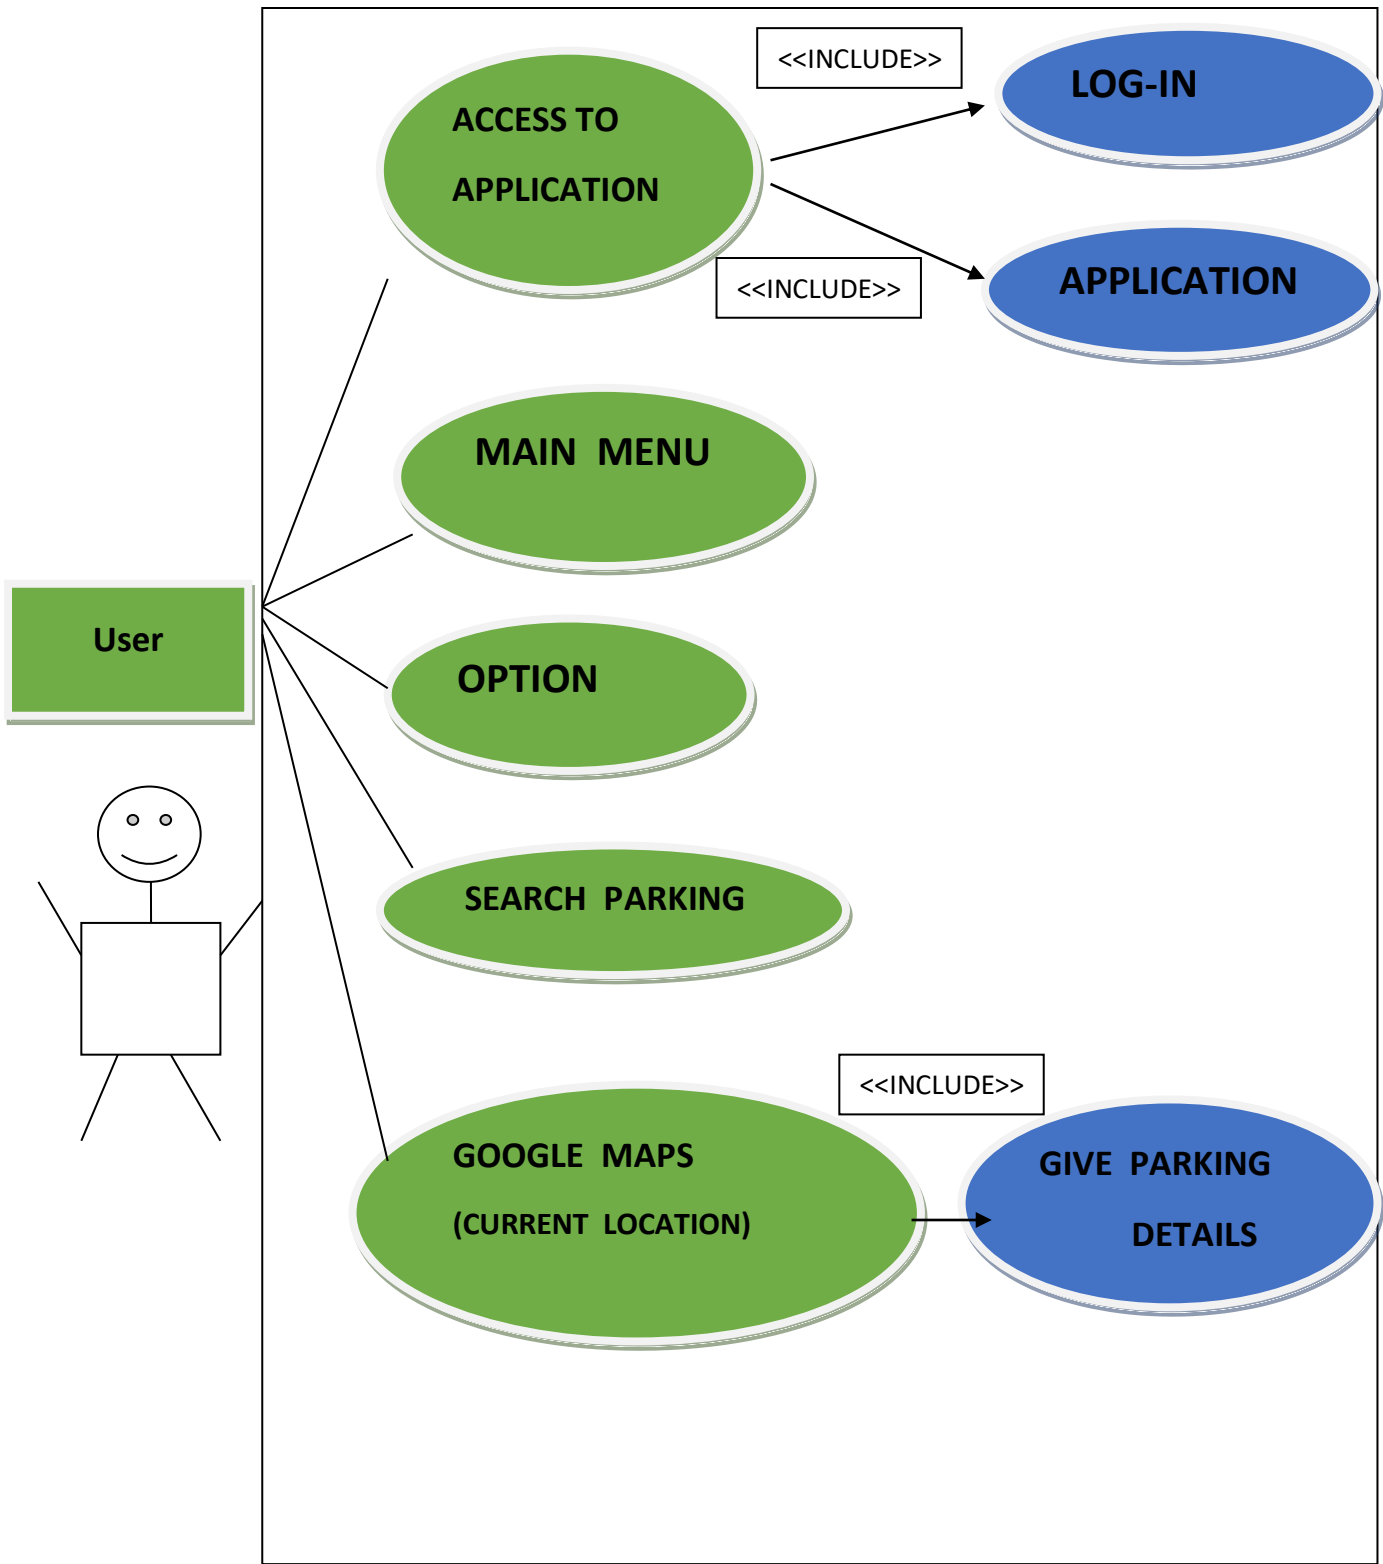 <<INCLUDE>>
LOG-IN
ACCESS TO
APPLICATION
<<INCLUDE>>
APPLICATION
MAIN MENU
User
OPTION
SEARCH PARKING
<<INCLUDE>>
GOOGLE MAPS
(CURRENT LOCATION)
GIVE PARKING
DETAILS